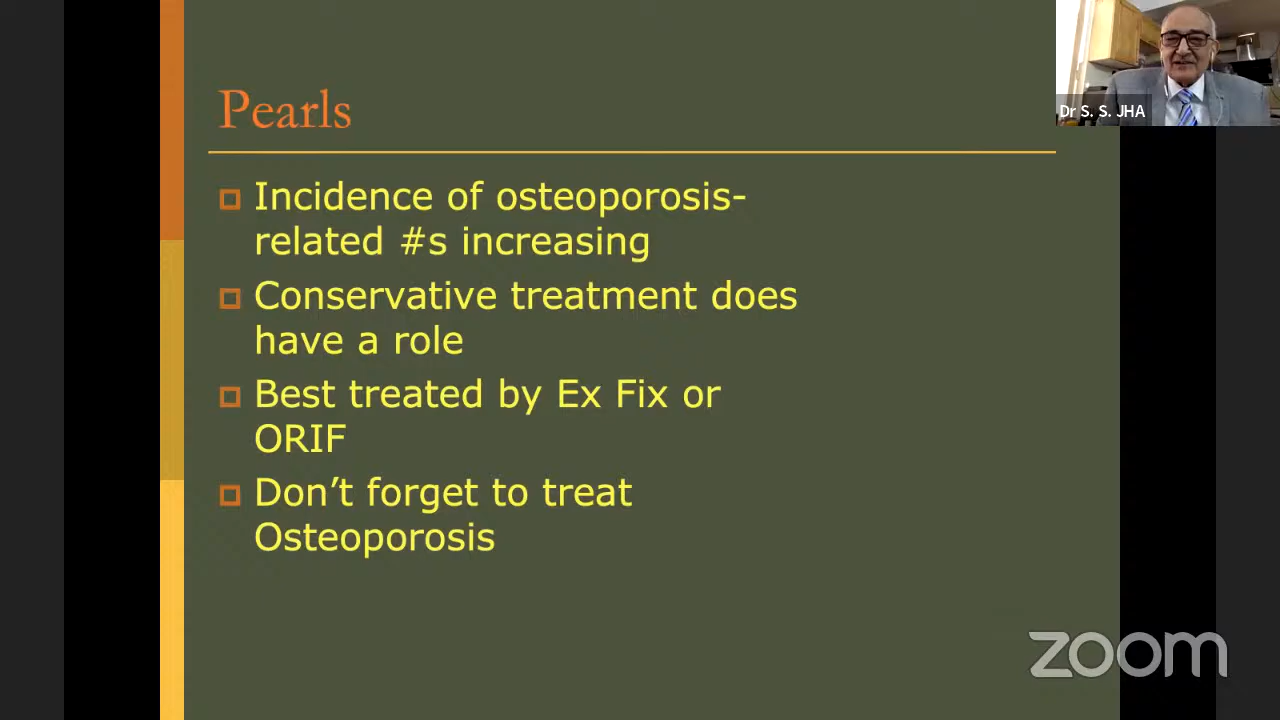 Pearls
Incidence of osteoporosis-
related #s increasing
Conservative treatment does
have a role
Best treated by Ex Fix or
ORIF
Don’t forget to treat
Osteoporosis
Dr S. S. JHA
zoom